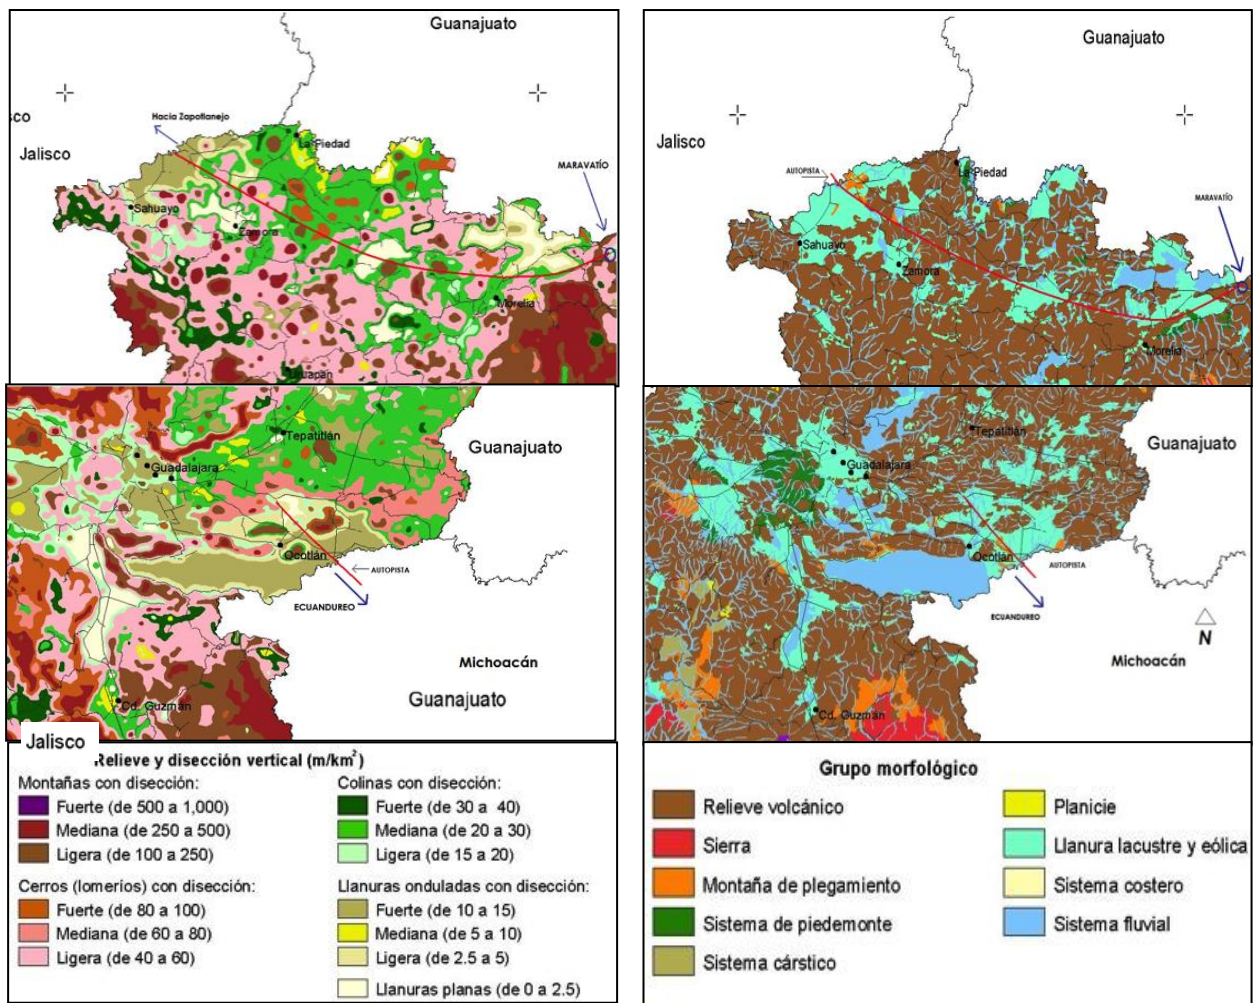 Guanajuato
Hacia Zapotlanejo
sco
Jalisco
La Piedad
MARAVATÍO
Sahuayo
Zamora
Morelia
Guanajuato
Jalisco
AUTOPISTA
La Piedad
MARAVATÍO
Sahuayo
Zamora
Morelia
Tepatitlán
Guanajuato
Guadalajara
Ocotlán
AUTOPISTA
ECUANDUREO
Michoacán
Cd. Guzmán
Guanajuato
Tepatitlán
Guanajuato
Guadalajara
Ocotlán
AUTOPISTA
ECUANDUREO
N
Michoacán
Cd. Guzmán
Jalisco
Relieve y disección vertical (m/km²)
Montañas con disección:
Fuerte (de 500 a 1,000)
Mediana (de 250 a 500)
Ligera (de 100 a 250)
Cerros (lomeríos) con disección:
Fuerte (de 80 a 100)
Mediana (de 60 a 80)
Ligera (de 40 a 60)
Colinas con disección:
Fuerte (de 30 a 40)
Mediana (de 20 a 30)
Ligera (de 15 a 20)
Llanuras onduladas con disección:
Fuerte (de 10 a 15)
Mediana (de 5 a 10)
Ligera (de 2.5 a 5)
Llanuras planas (de 0 a 2.5)
Grupo morfológico
Relieve volcánico
Sierra
Montaña de plegamiento
Sistema de piedemonte
Sistema cárstico
Planicie
Llanura lacustre y eólica
Sistema costero
Sistema fluvial